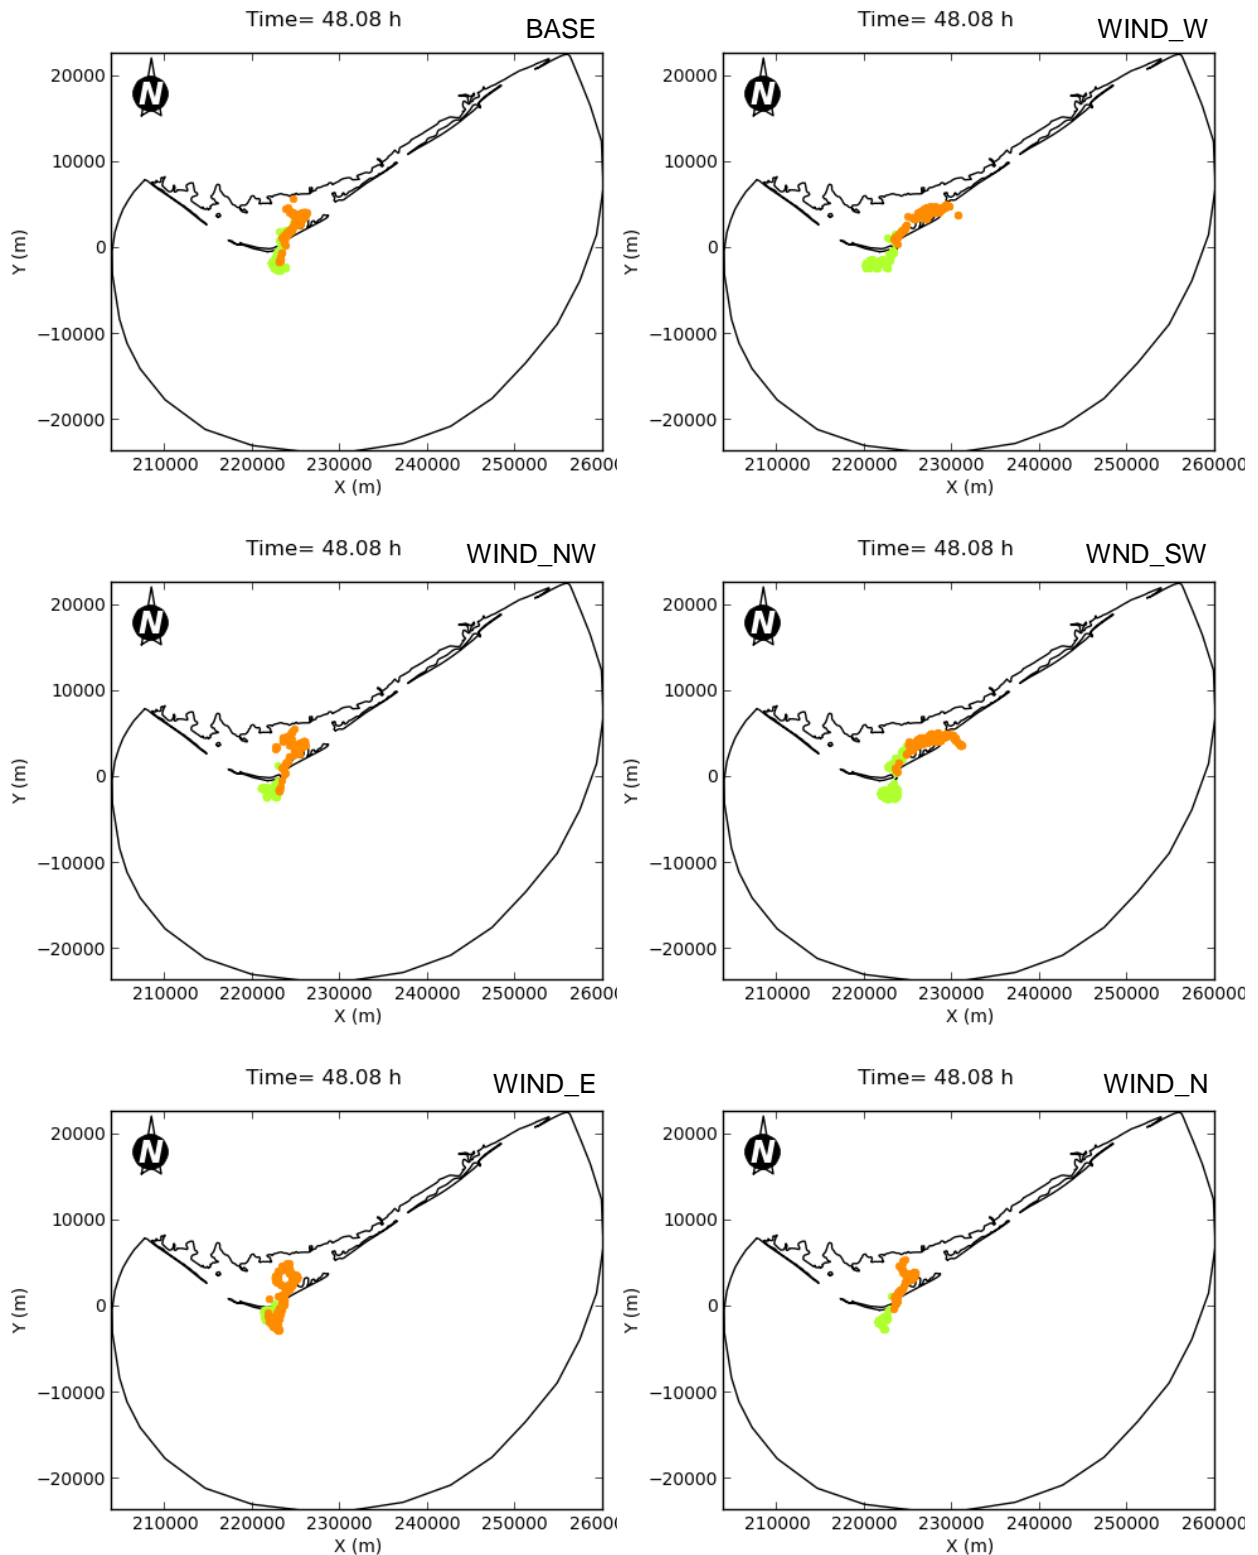 Time= 48.08 h BASE
20000
N
10000
Y (m)
0
−10000
−20000
210000 220000 230000 240000 250000 26000
X (m)
Time= 48.08 h WIND_W
20000
N
10000
Y (m)
0
−10000
−20000
210000 220000 230000 240000 250000 260000
X (m)
Time= 48.08 h WIND_NW
20000
N
10000
Y (m)
0
−10000
−20000
210000 220000 230000 240000 250000 26000
X (m)
Time= 48.08 h WND_SW
20000
N
10000
Y (m)
0
−10000
−20000
210000 220000 230000 240000 250000 260000
X (m)
Time= 48.08 h WIND_E
20000
N
10000
Y (m)
0
−10000
−20000
210000 220000 230000 240000 250000 26000
X (m)
Time= 48.08 h WIND_N
20000
N
10000
Y (m)
0
−10000
−20000
210000 220000 230000 240000 250000 260000
X (m)